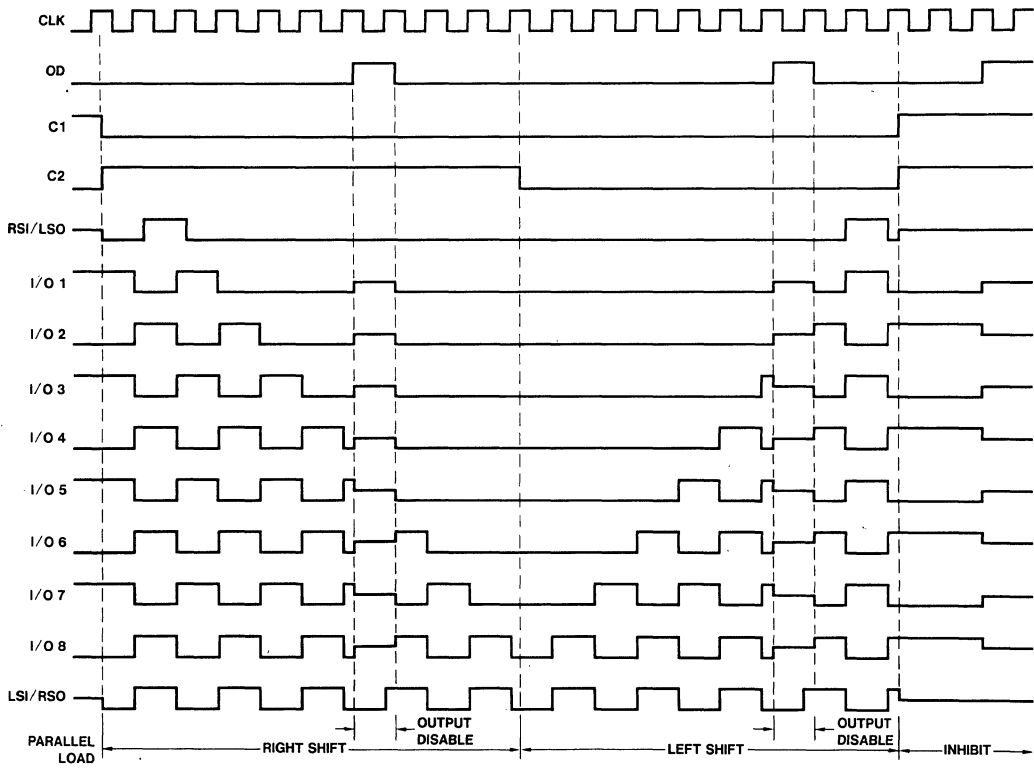 CLK
OD
C1
C2
RSI/LSO
I/O 1
I/O 2
I/O 3
I/O 4
I/O 5
I/O 6
I/O 7
I/O 8
LSI/RSO
PARALLEL
LOAD
RIGHT SHIFT
OUTPUT
DISABLE
LEFT SHIFT
OUTPUT
DISABLE
INHIBIT